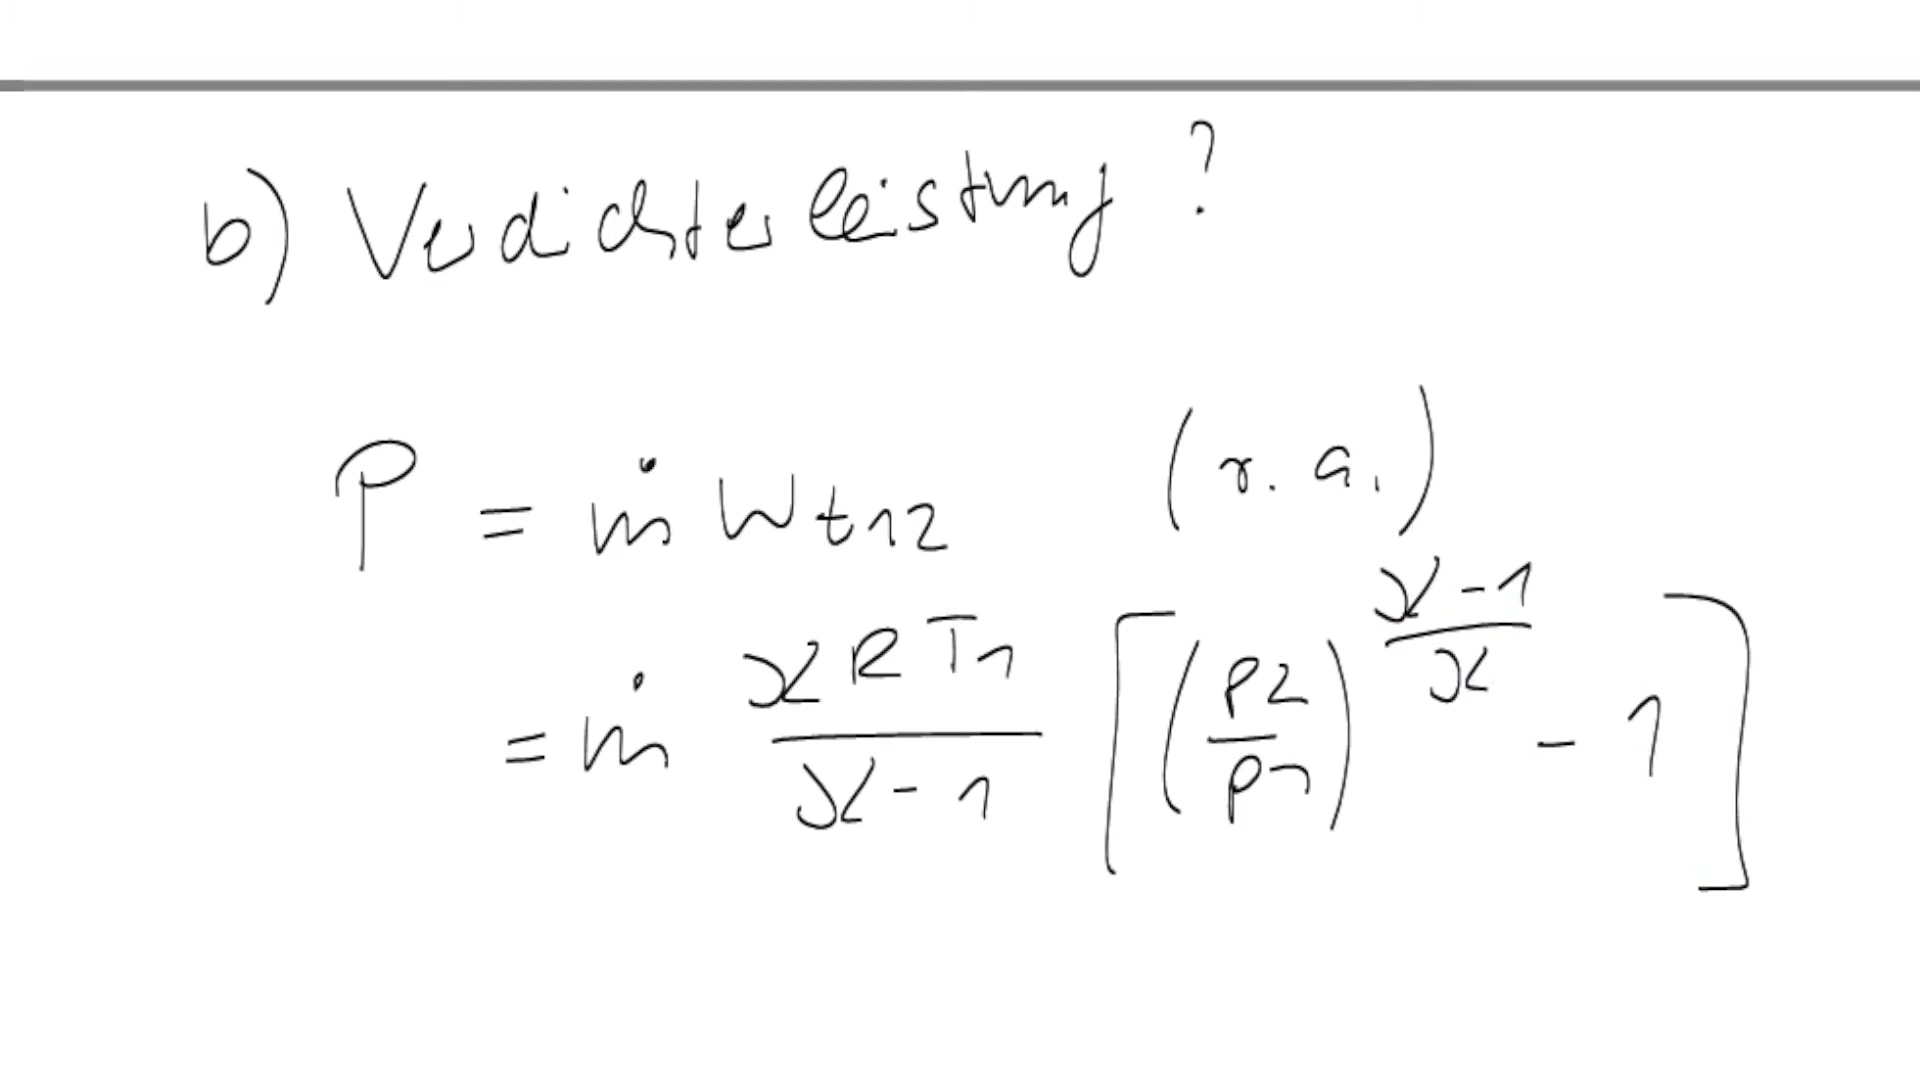 b) Verdichterleistung ?
P = ṁ wt12 (r. a.)
= ṁ ϰRT1/(ϰ-1) [(p2/p1)^((ϰ-1)/ϰ) - 1]